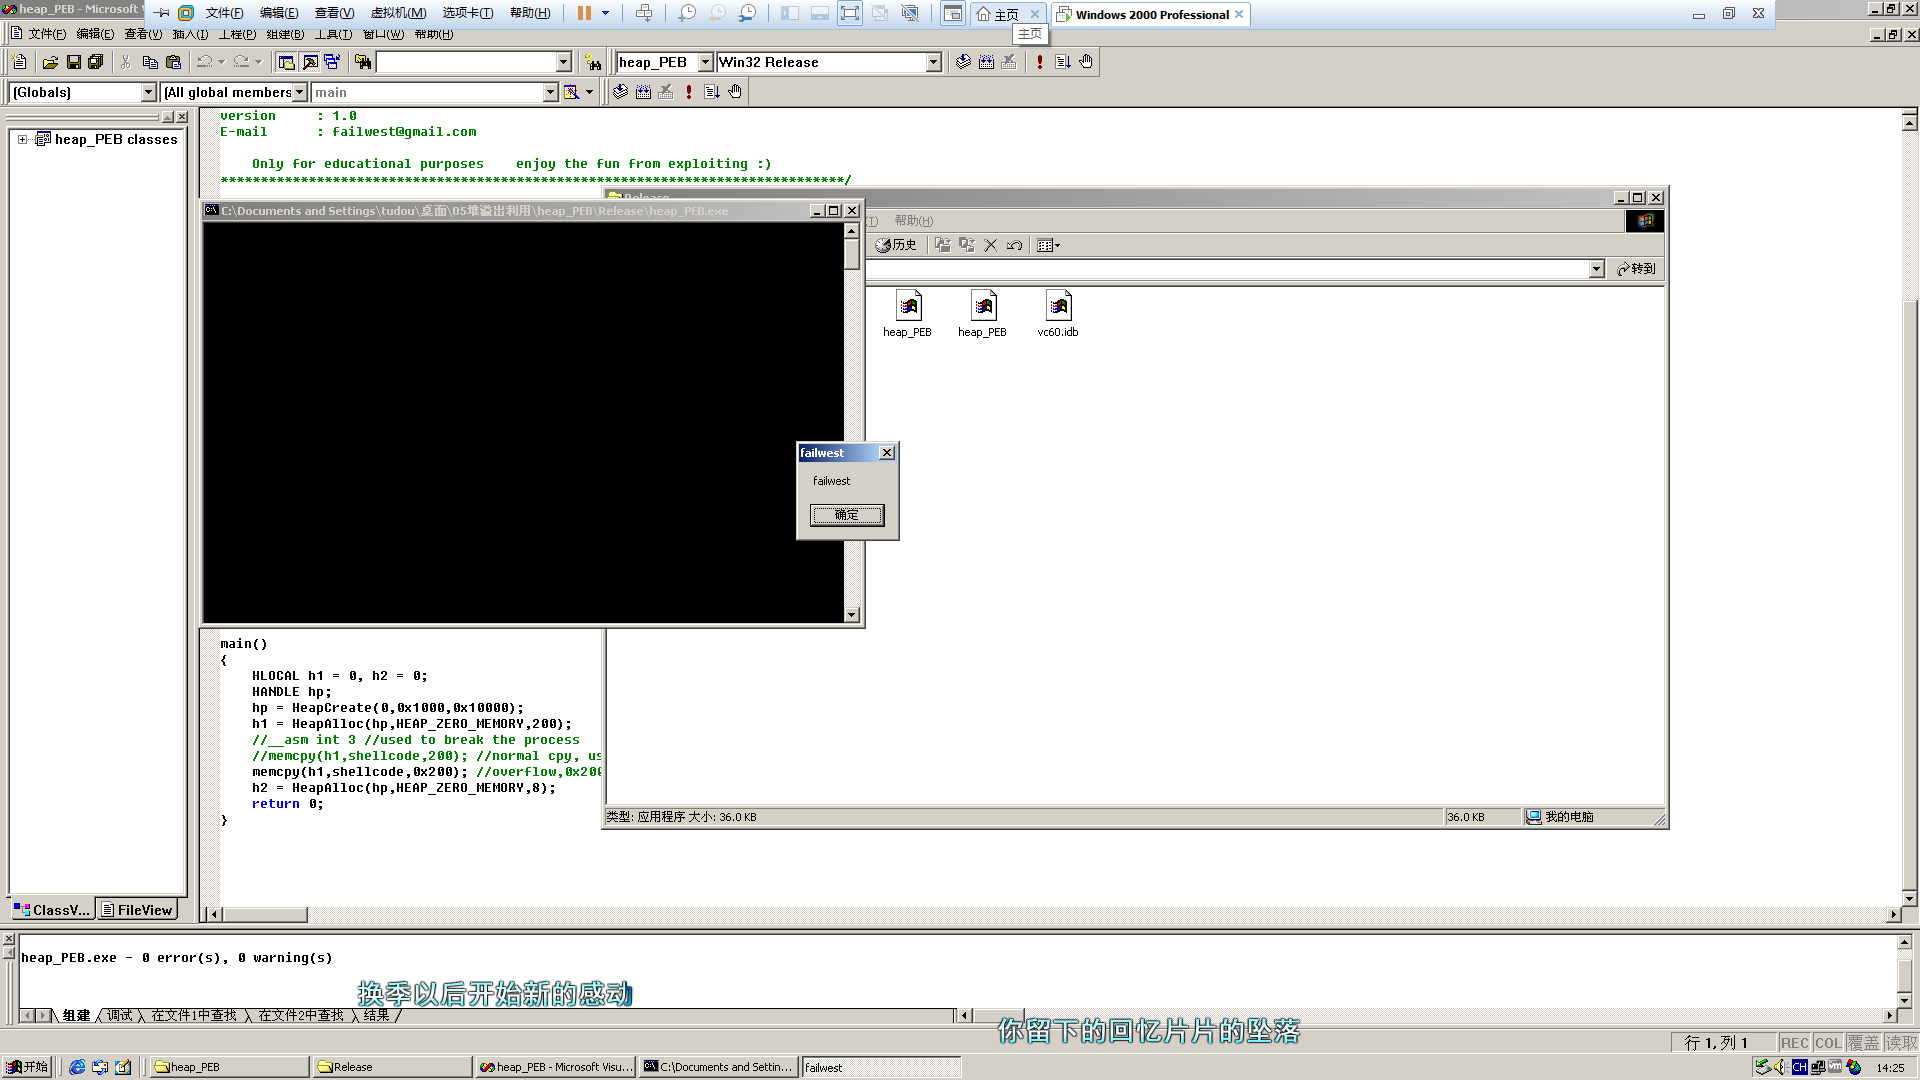 heap_PEB - Microsoft V
文件(F) 编辑(E) 查看(V) 虚拟机(M) 选项卡(T) 帮助(H)
主页
Windows 2000 Professional
主页
文件(F) 编辑(E) 查看(V) 插入(I) 工程(P) 组建(B) 工具(T) 窗口(W) 帮助(H)
heap_PEB
Win32 Release
(Globals)
(All global members
main
heap_PEB classes
version : 1.0
E-mail : failwest@gmail.com
Only for educational purposes enjoy the fun from exploiting :)
******************************************************************************/
Release
C:\Documents and Settings\tudou\桌面\05堆溢出利用\heap_PEB\Release\heap_PEB.exe
(T) 帮助(H)
历史
转到
heap_PEB
heap_PEB
vc60.idb
failwest
failwest
确定
main()
{
HLOCAL h1 = 0, h2 = 0;
HANDLE hp;
hp = HeapCreate(0,0x1000,0x10000);
h1 = HeapAlloc(hp,HEAP_ZERO_MEMORY,200);
//__asm int 3 //used to break the process
//memcpy(h1,shellcode,200); //normal cpy, us
memcpy(h1,shellcode,0x200); //overflow,0x200
h2 = HeapAlloc(hp,HEAP_ZERO_MEMORY,8);
return 0;
}
类型: 应用程序 大小: 36.0 KB
36.0 KB
我的电脑
ClassV...
FileView
heap_PEB.exe - 0 error(s), 0 warning(s)
换季以后开始新的感动
组建 调试 在文件1中查找 在文件2中查找 结果
你留下的回忆片片的坠落
行 1, 列 1
REC COL 覆盖 读取
开始
heap_PEB
Release
heap_PEB - Microsoft Visu...
C:\Documents and Settin...
failwest
CH
14:25